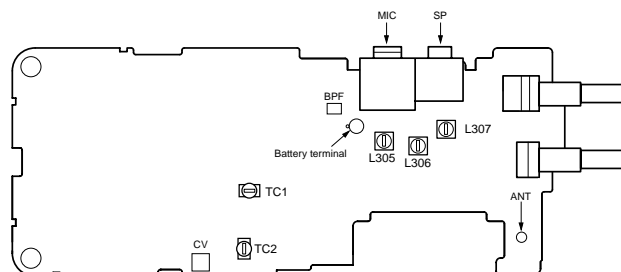 MIC SP
BPF
L307
Battery terminal
L305
L306
TC1
ANT
CV
TC2